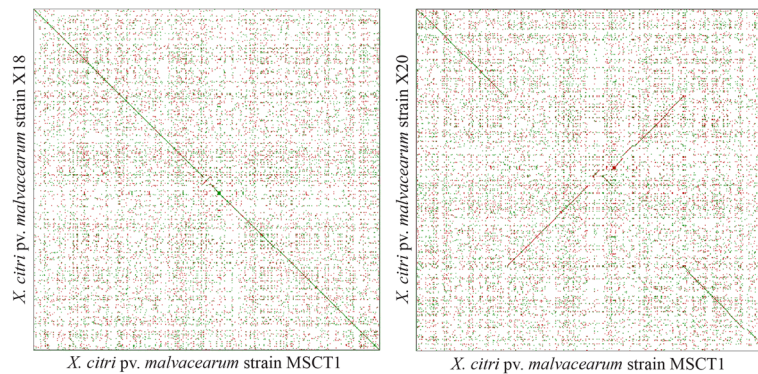 X. citri pv. malvacearum strain X18
X. citri pv. malvacearum strain MSCT1
X. citri pv. malvacearum strain X20
X. citri pv. malvacearum strain MSCT1